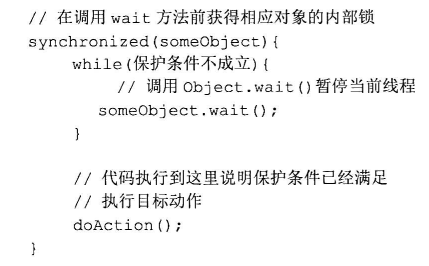 // 在调用 wait 方法前获得相应对象的内部锁
synchronized(someObject){
while(保护条件不成立){
// 调用 Object.wait()暂停当前线程
someObject.wait();
}
// 代码执行到这里说明保护条件已经满足
// 执行目标动作
doAction();
}